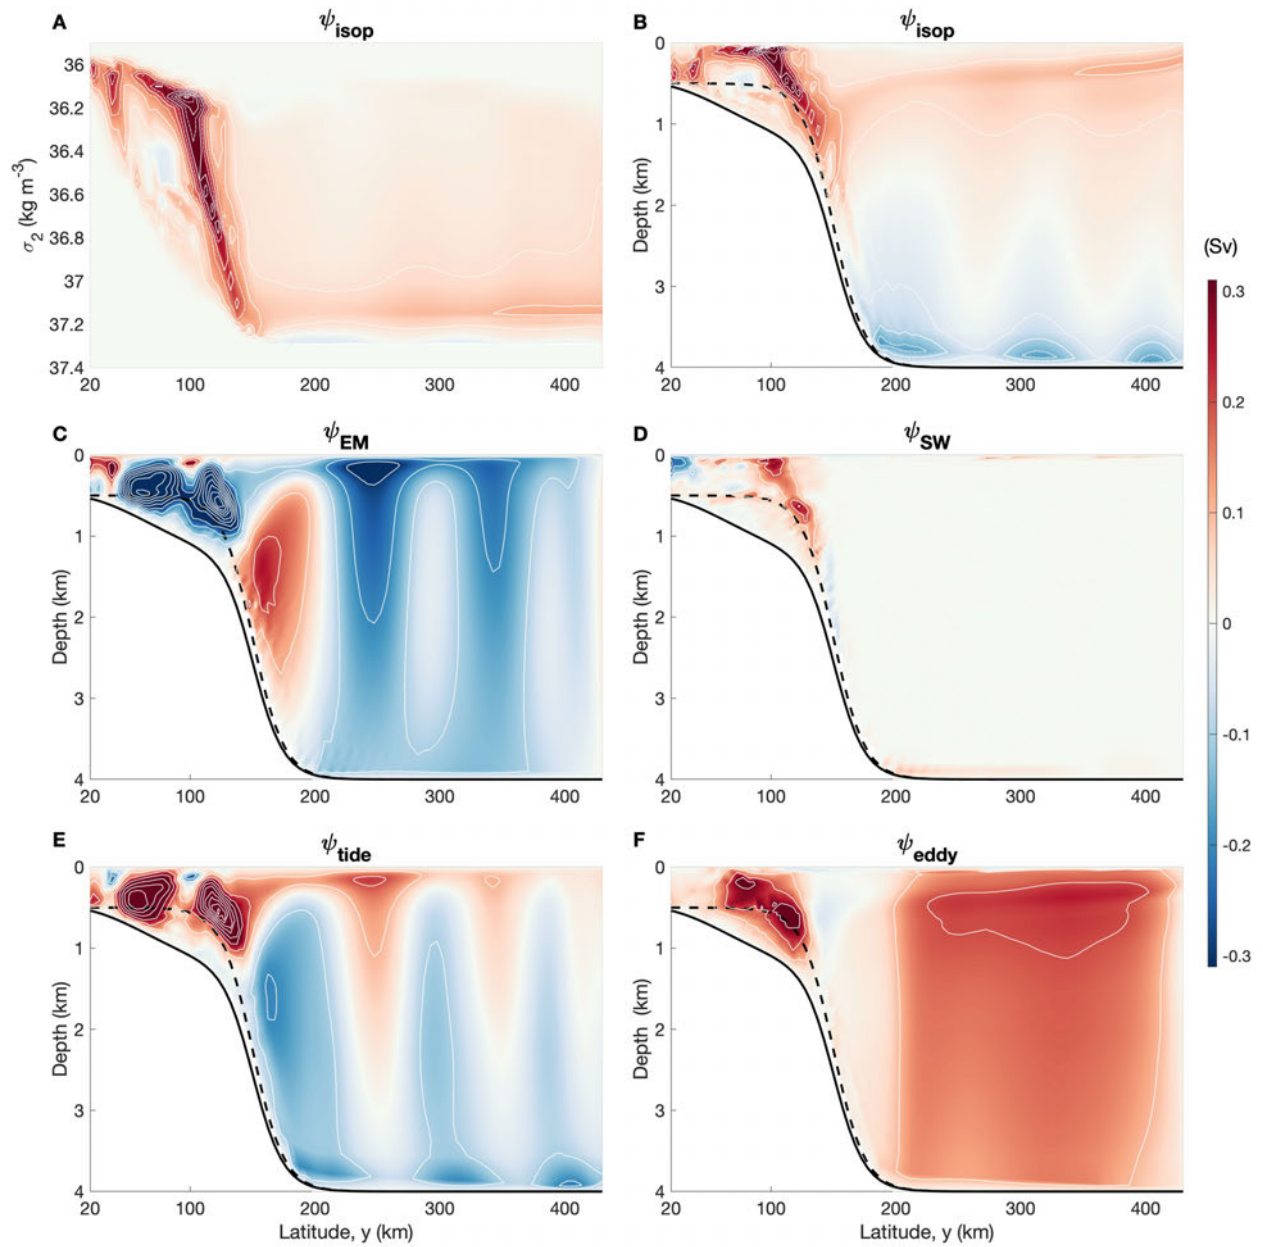 A ψisop
B ψisop
36
36.2
36.4
36.6
36.8
37
37.2
37.4
σ2 (kg m-3)
20 100 200 300 400
0
1
2
3
4
Depth (km)
20 100 200 300 400
C ψEM
D ψSW
0
1
2
3
4
Depth (km)
20 100 200 300 400
0
1
2
3
4
Depth (km)
20 100 200 300 400
E ψtide
F ψeddy
0
1
2
3
4
Depth (km)
20 100 200 300 400
Latitude, y (km)
0
1
2
3
4
Depth (km)
20 100 200 300 400
Latitude, y (km)
(Sv)
0.3
0.2
0.1
0
-0.1
-0.2
-0.3